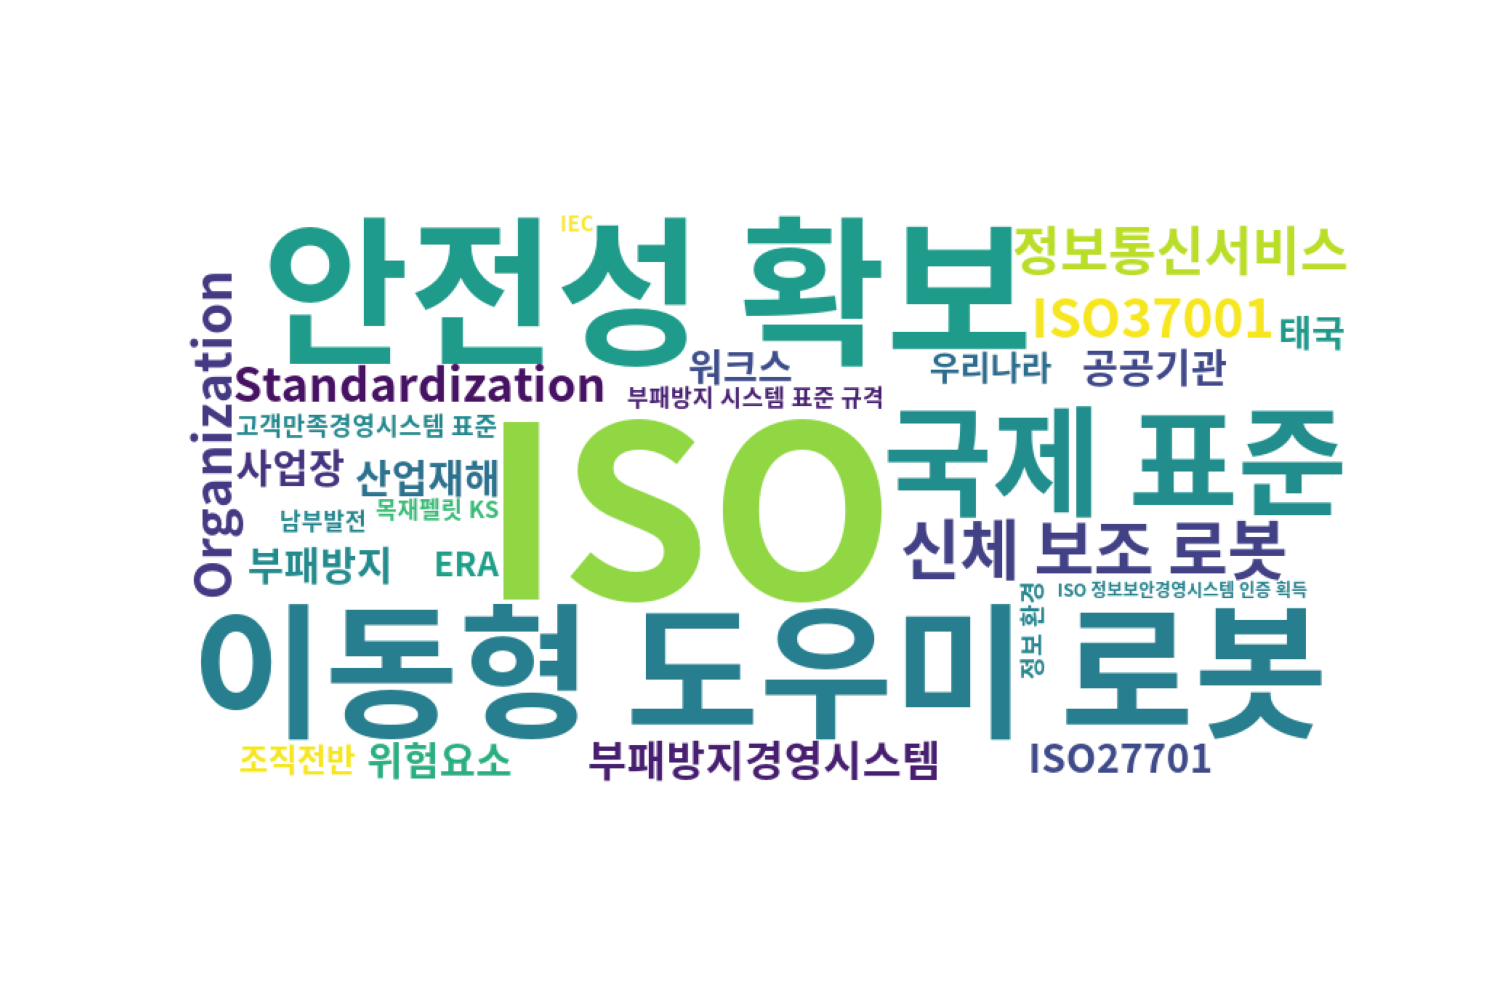 IEC
안전성 확보
정보통신서비스
ISO37001
태국
Organization
Standardization
워크스
우리나라
공공기관
부패방지 시스템 표준 규격
고객만족경영시스템 표준
ISO
국제 표준
사업장
산업재해
목재펠릿 KS
남부발전
신체 보조 로봇
부패방지
ERA
정보 환경
ISO 정보보안경영시스템 인증 획득
이동형 도우미 로봇
조직전반
위험요소
부패방지경영시스템
ISO27701